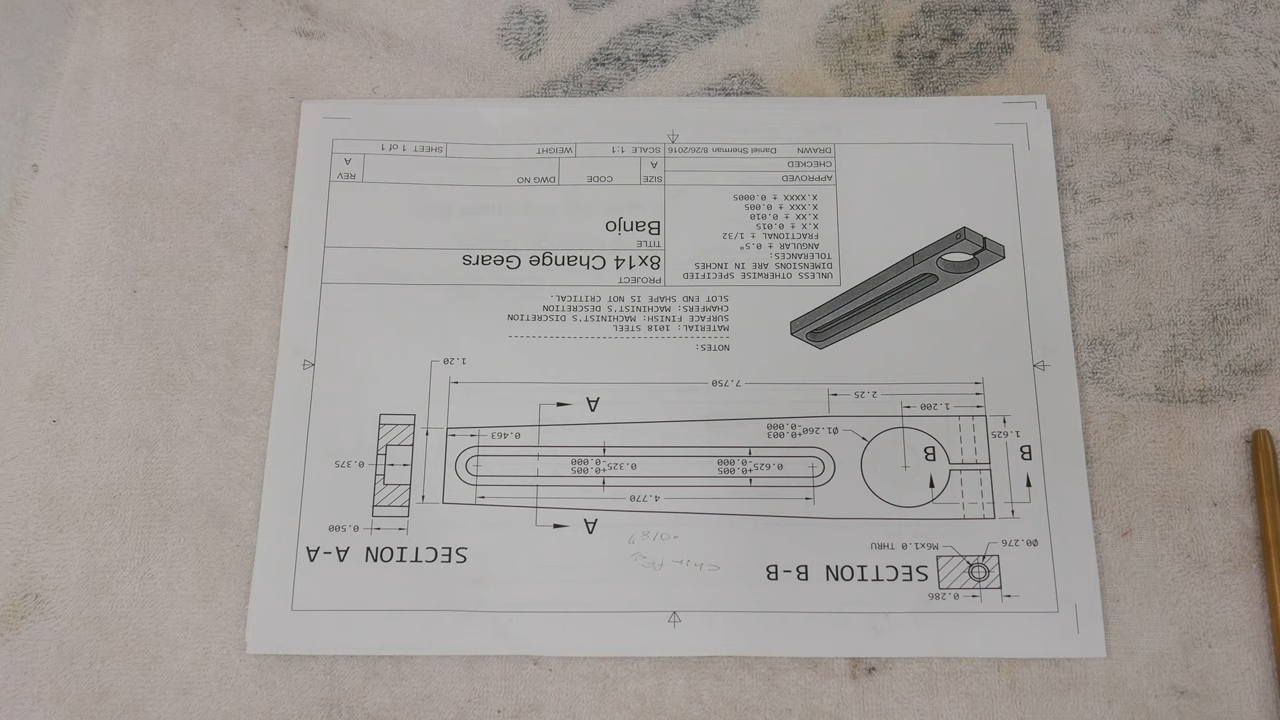 SECTION B-B
SECTION A-A
0.286
M6x1.0 THRU
Ø0.276
.018"
0.500
0.375
A
A
B
B
4.770
0.625+0.005
-0.000
0.325+0.005
-0.000
0.463
Ø1.260+0.003
-0.000
1.625
1.200
2.25
7.750
1.20
NOTES:
MATERIAL: 1018 STEEL
SURFACE FINISH: MACHINIST'S DISCRETION
CHAMFERS: MACHINIST'S DESCRETION
SLOT END SHAPE IS NOT CRITICAL.
UNLESS OTHERWISE SPECIFIED
DIMENSIONS ARE IN INCHES
TOLERANCES:
ANGULAR ± 0.5°
FRACTIONAL ± 1/32
X.X ± 0.015
X.XX ± 0.010
X.XXX ± 0.005
X.XXXX ± 0.0005
PROJECT
8x14 Change Gears
TITLE
Banjo
APPROVED
SIZE
CODE
DWG NO
REV
CHECKED
A
A
DRAWN
Daniel Sherman 8/26/2016
SCALE 1:1
WEIGHT
SHEET 1 of 1